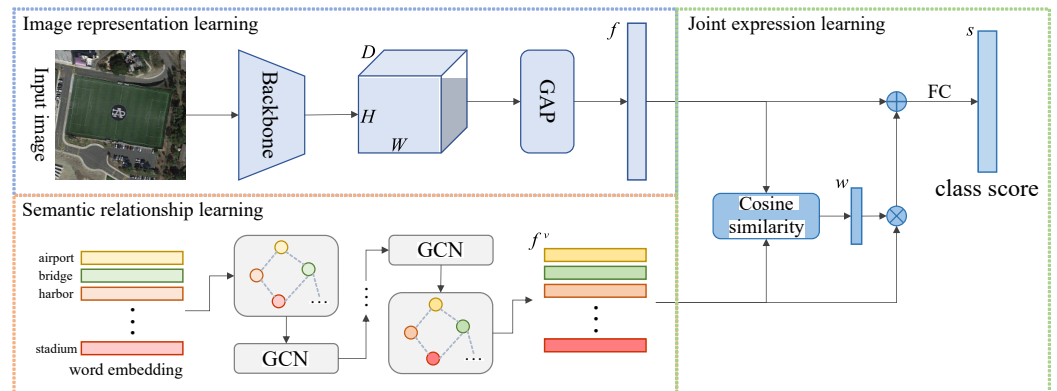 Image representation learning
Input image
Backbone
D
H
W
GAP
f
Joint expression learning
s
FC
class score
Cosine
similarity
w
Semantic relationship learning
airport
bridge
harbor
stadium
word embedding
...
GCN
GCN
...
f^v